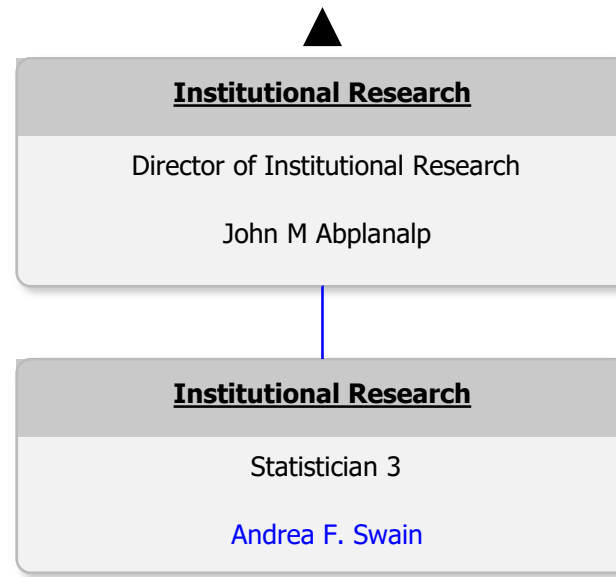 Institutional Research
Director of Institutional Research
John M Abplanalp
Institutional Research
Statistician 3
Andrea F. Swain